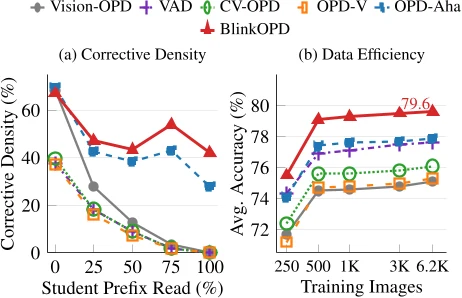 Vision-OPD VAD CV-OPD OPD-V OPD-Aha
BlinkOPD
(a) Corrective Density
(b) Data Efficiency
Corrective Density (%)
60
40
20
0
0 25 50 75 100
Student Prefix Read (%)
Avg. Accuracy (%)
80
78
76
74
72
79.6
250 500 1K 3K 6.2K
Training Images